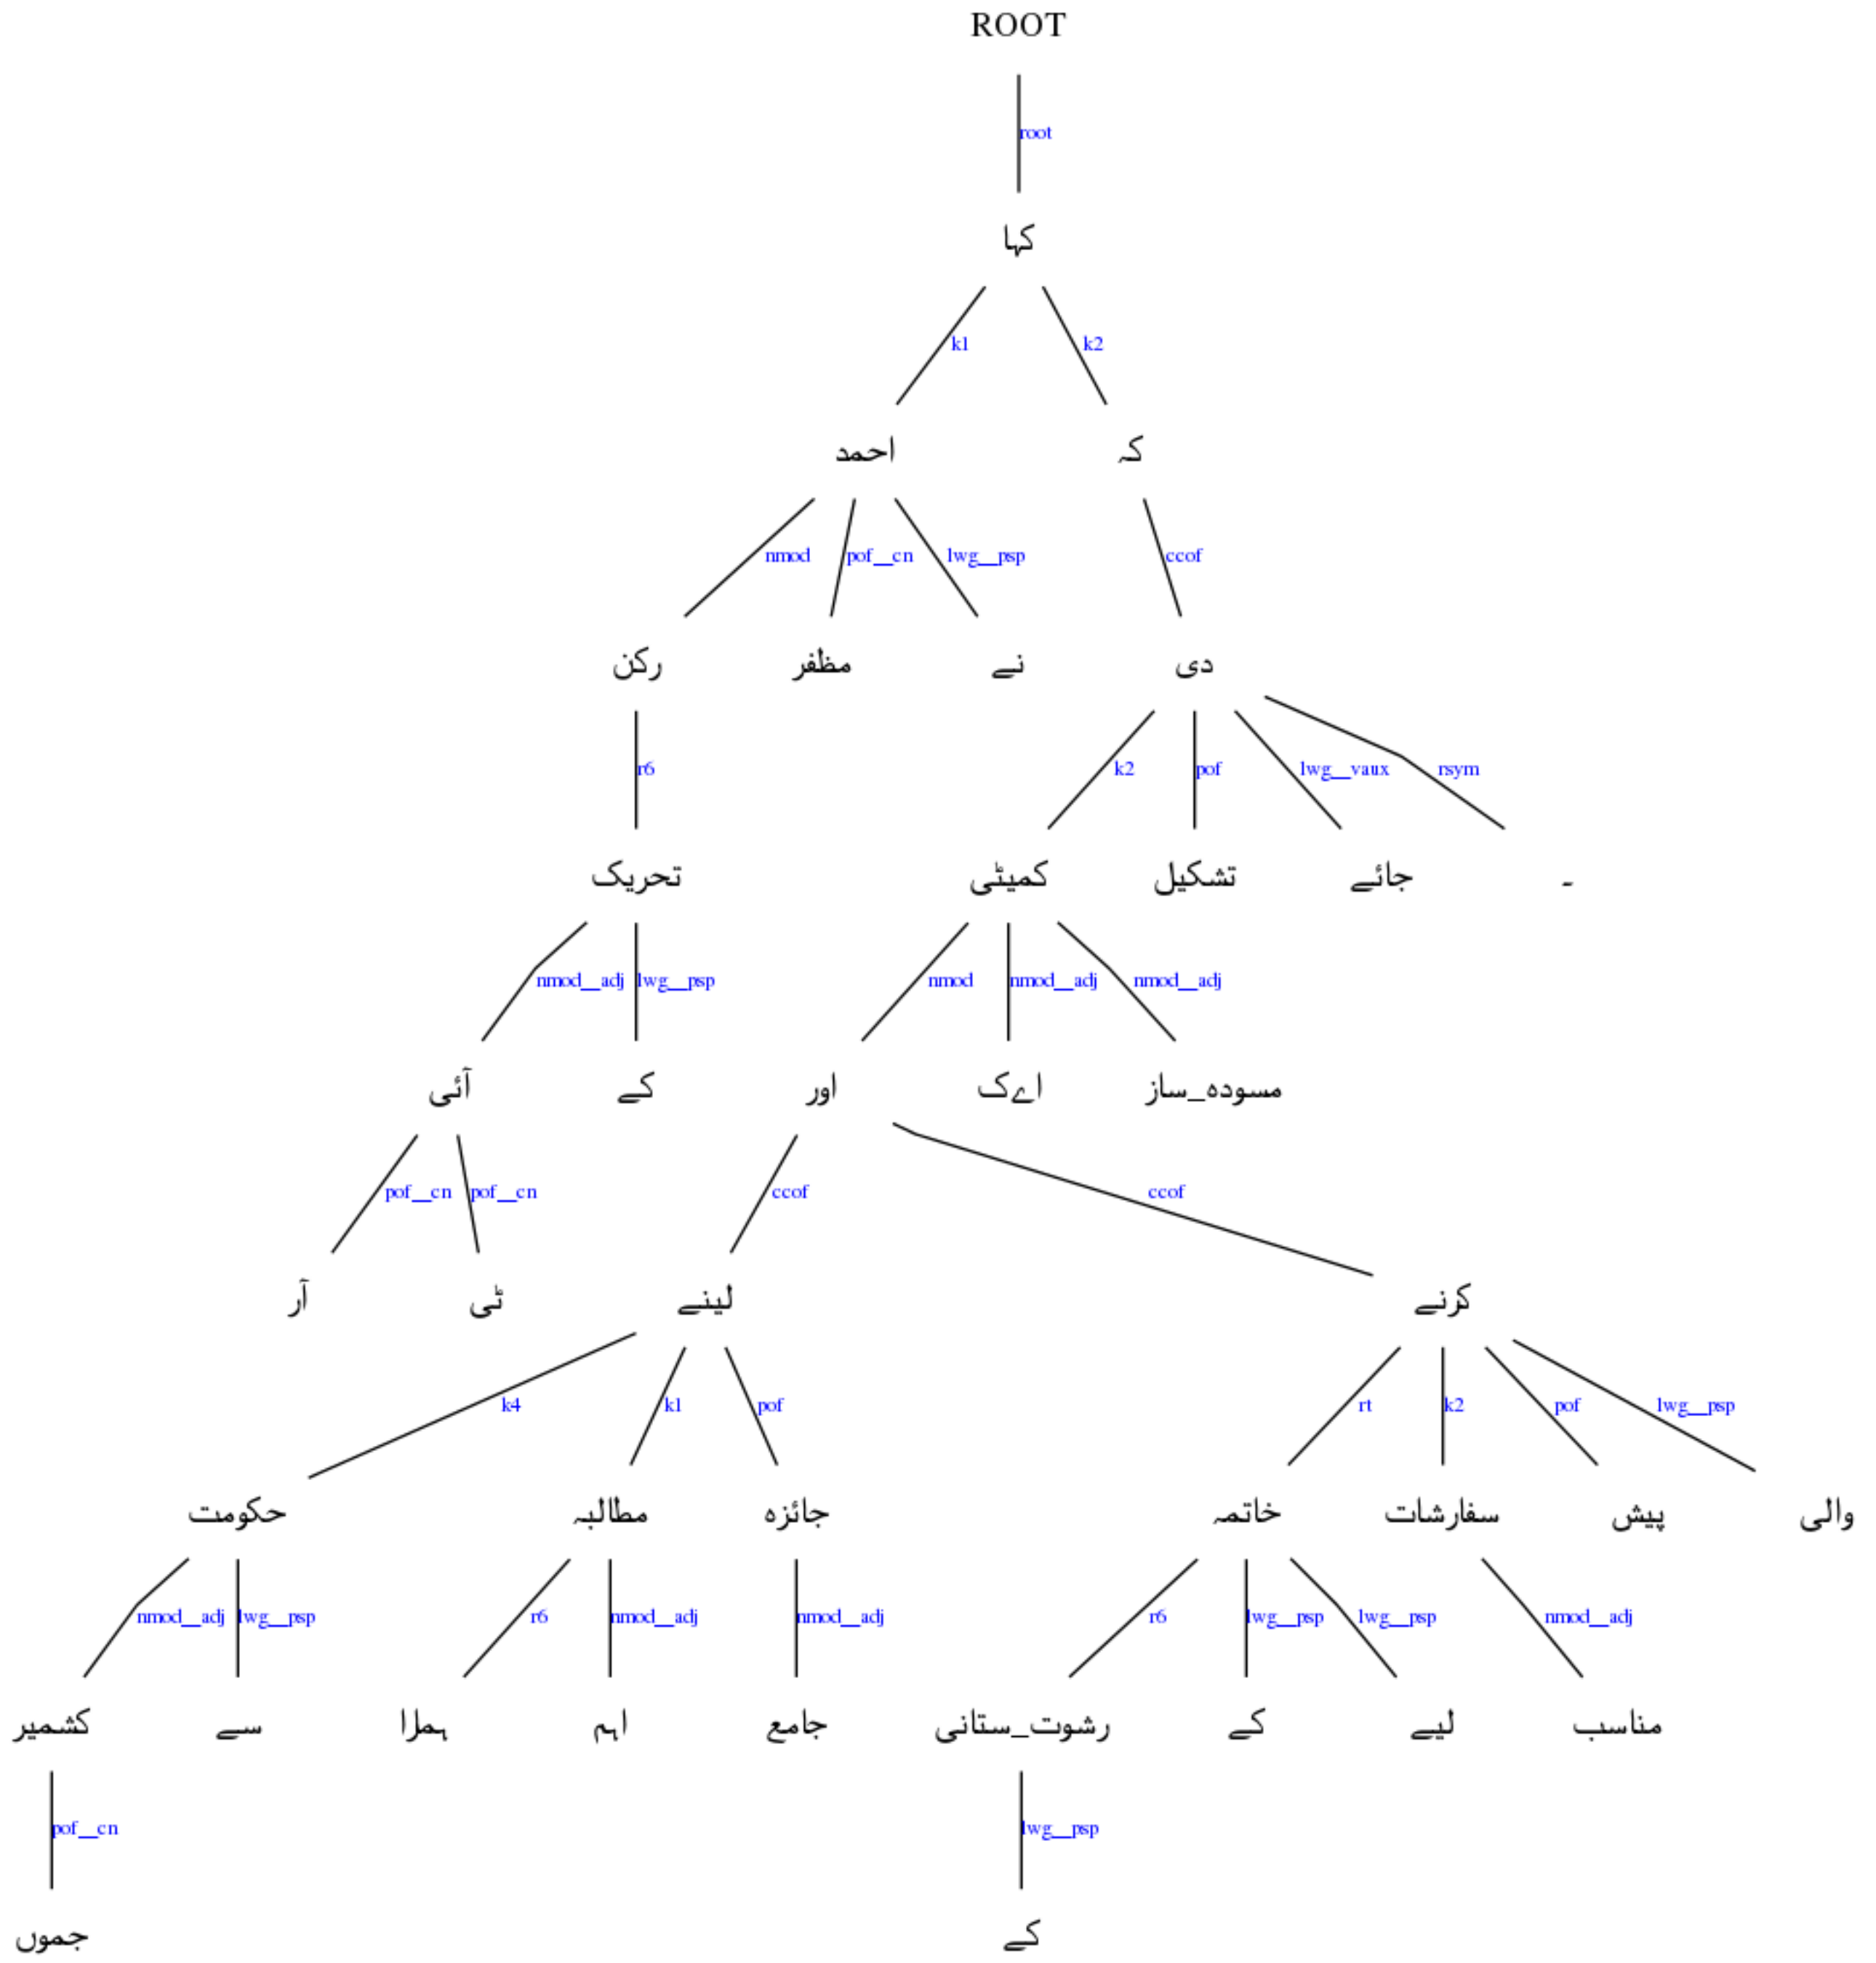 ROOT
root
کہا
k1 k2
احمد کہ
nmod pof__cn lwg__psp ccof
رکن مظفر نے دی
r6 k2 pof lwg__vaux rsym
تحریک کمیٹی تشکیل جائے ۔
nmod__adj lwg__psp nmod nmod__adj nmod__adj
آئی کے اور اےک مسودہ_ساز
pof__cn pof__cn ccof ccof
آر ٹی لینے کرنے
k4 k1 pof rt k2 pof lwg__psp
حکومت مطالبہ جائزہ خاتمہ سفارشات پیش والی
nmod__adj lwg__psp r6 nmod__adj nmod__adj r6 lwg__psp lwg__psp nmod__adj
کشمیر سے اہم جامع رشوت_ستانی کے لیے مناسب
pof__cn lwg__psp
جموں کے